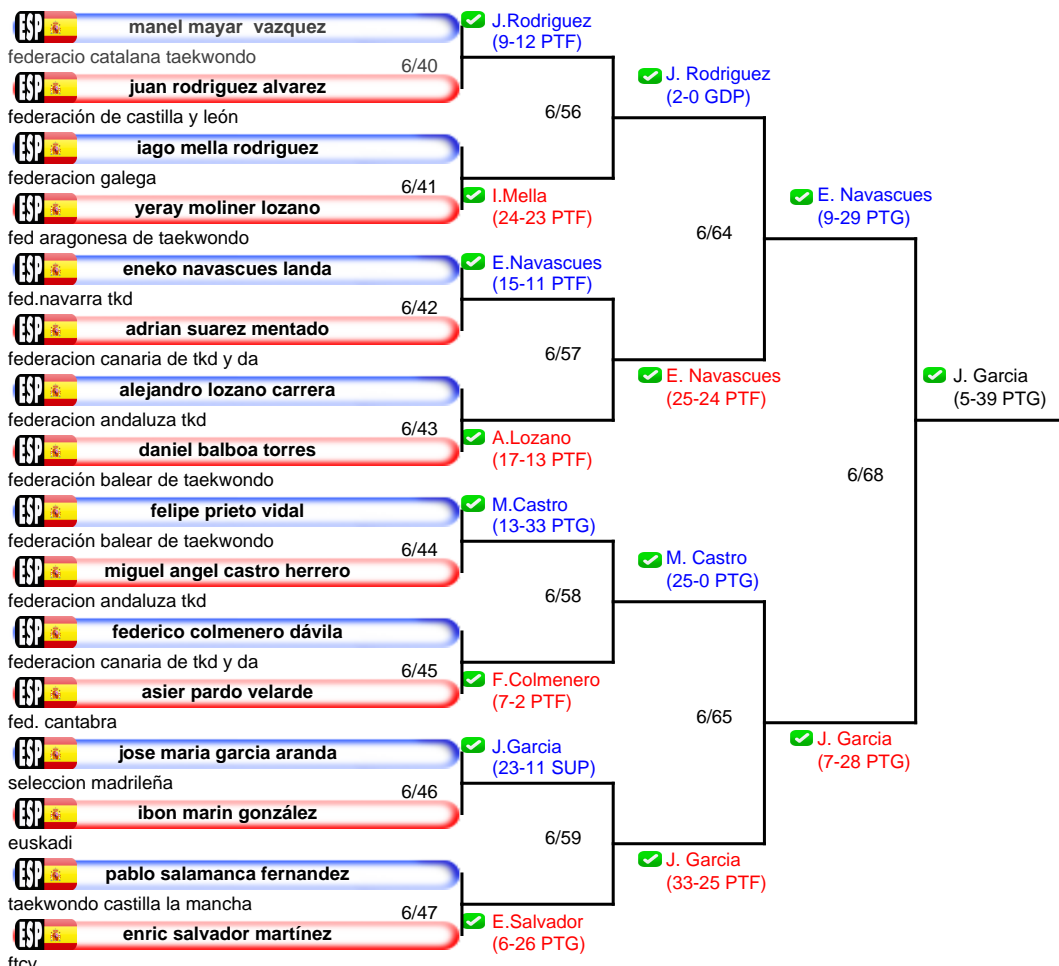 ESP manel mayar vazquez
J.Rodriguez
(9-12 PTF)
federacio catalana taekwondo
6/40
ESP juan rodriguez alvarez
J. Rodriguez
(2-0 GDP)
federación de castilla y león
6/56
ESP iago mella rodriguez
federacion galega
6/41
I.Mella
(24-23 PTF)
ESP yeray moliner lozano
E. Navascues
(9-29 PTG)
fed aragonesa de taekwondo
6/64
ESP eneko navascues landa
E.Navascues
(15-11 PTF)
fed.navarra tkd
6/42
ESP adrian suarez mentado
federacion canaria de tkd y da
6/57
ESP alejandro lozano carrera
E. Navascues
(25-24 PTF)
J. Garcia
(5-39 PTG)
federacion andaluza tkd
6/43
A.Lozano
(17-13 PTF)
ESP daniel balboa torres
federación balear de taekwondo
6/68
ESP felipe prieto vidal
M.Castro
(13-33 PTG)
federación balear de taekwondo
6/44
ESP miguel angel castro herrero
M. Castro
(25-0 PTG)
federacion andaluza tkd
6/58
ESP federico colmenero dávila
federacion canaria de tkd y da
6/45
F.Colmenero
(7-2 PTF)
ESP asier pardo velarde
fed. cantabra
6/65
ESP jose maria garcia aranda
J.Garcia
(23-11 SUP)
J. Garcia
(7-28 PTG)
seleccion madrileña
6/46
ESP ibon marin gonzález
euskadi
6/59
ESP pablo salamanca fernandez
J. Garcia
(33-25 PTF)
taekwondo castilla la mancha
6/47
E.Salvador
(6-26 PTG)
ESP enric salvador martínez
ftcv